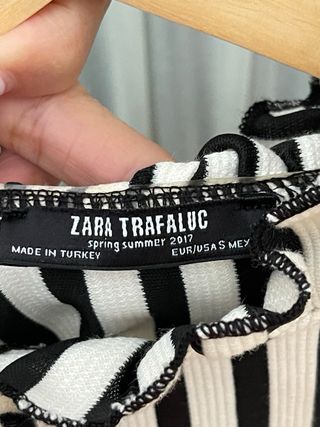 ZARA TRAFALUC
spring summer 2017
MADE IN TURKEY EUR/USA S MEX